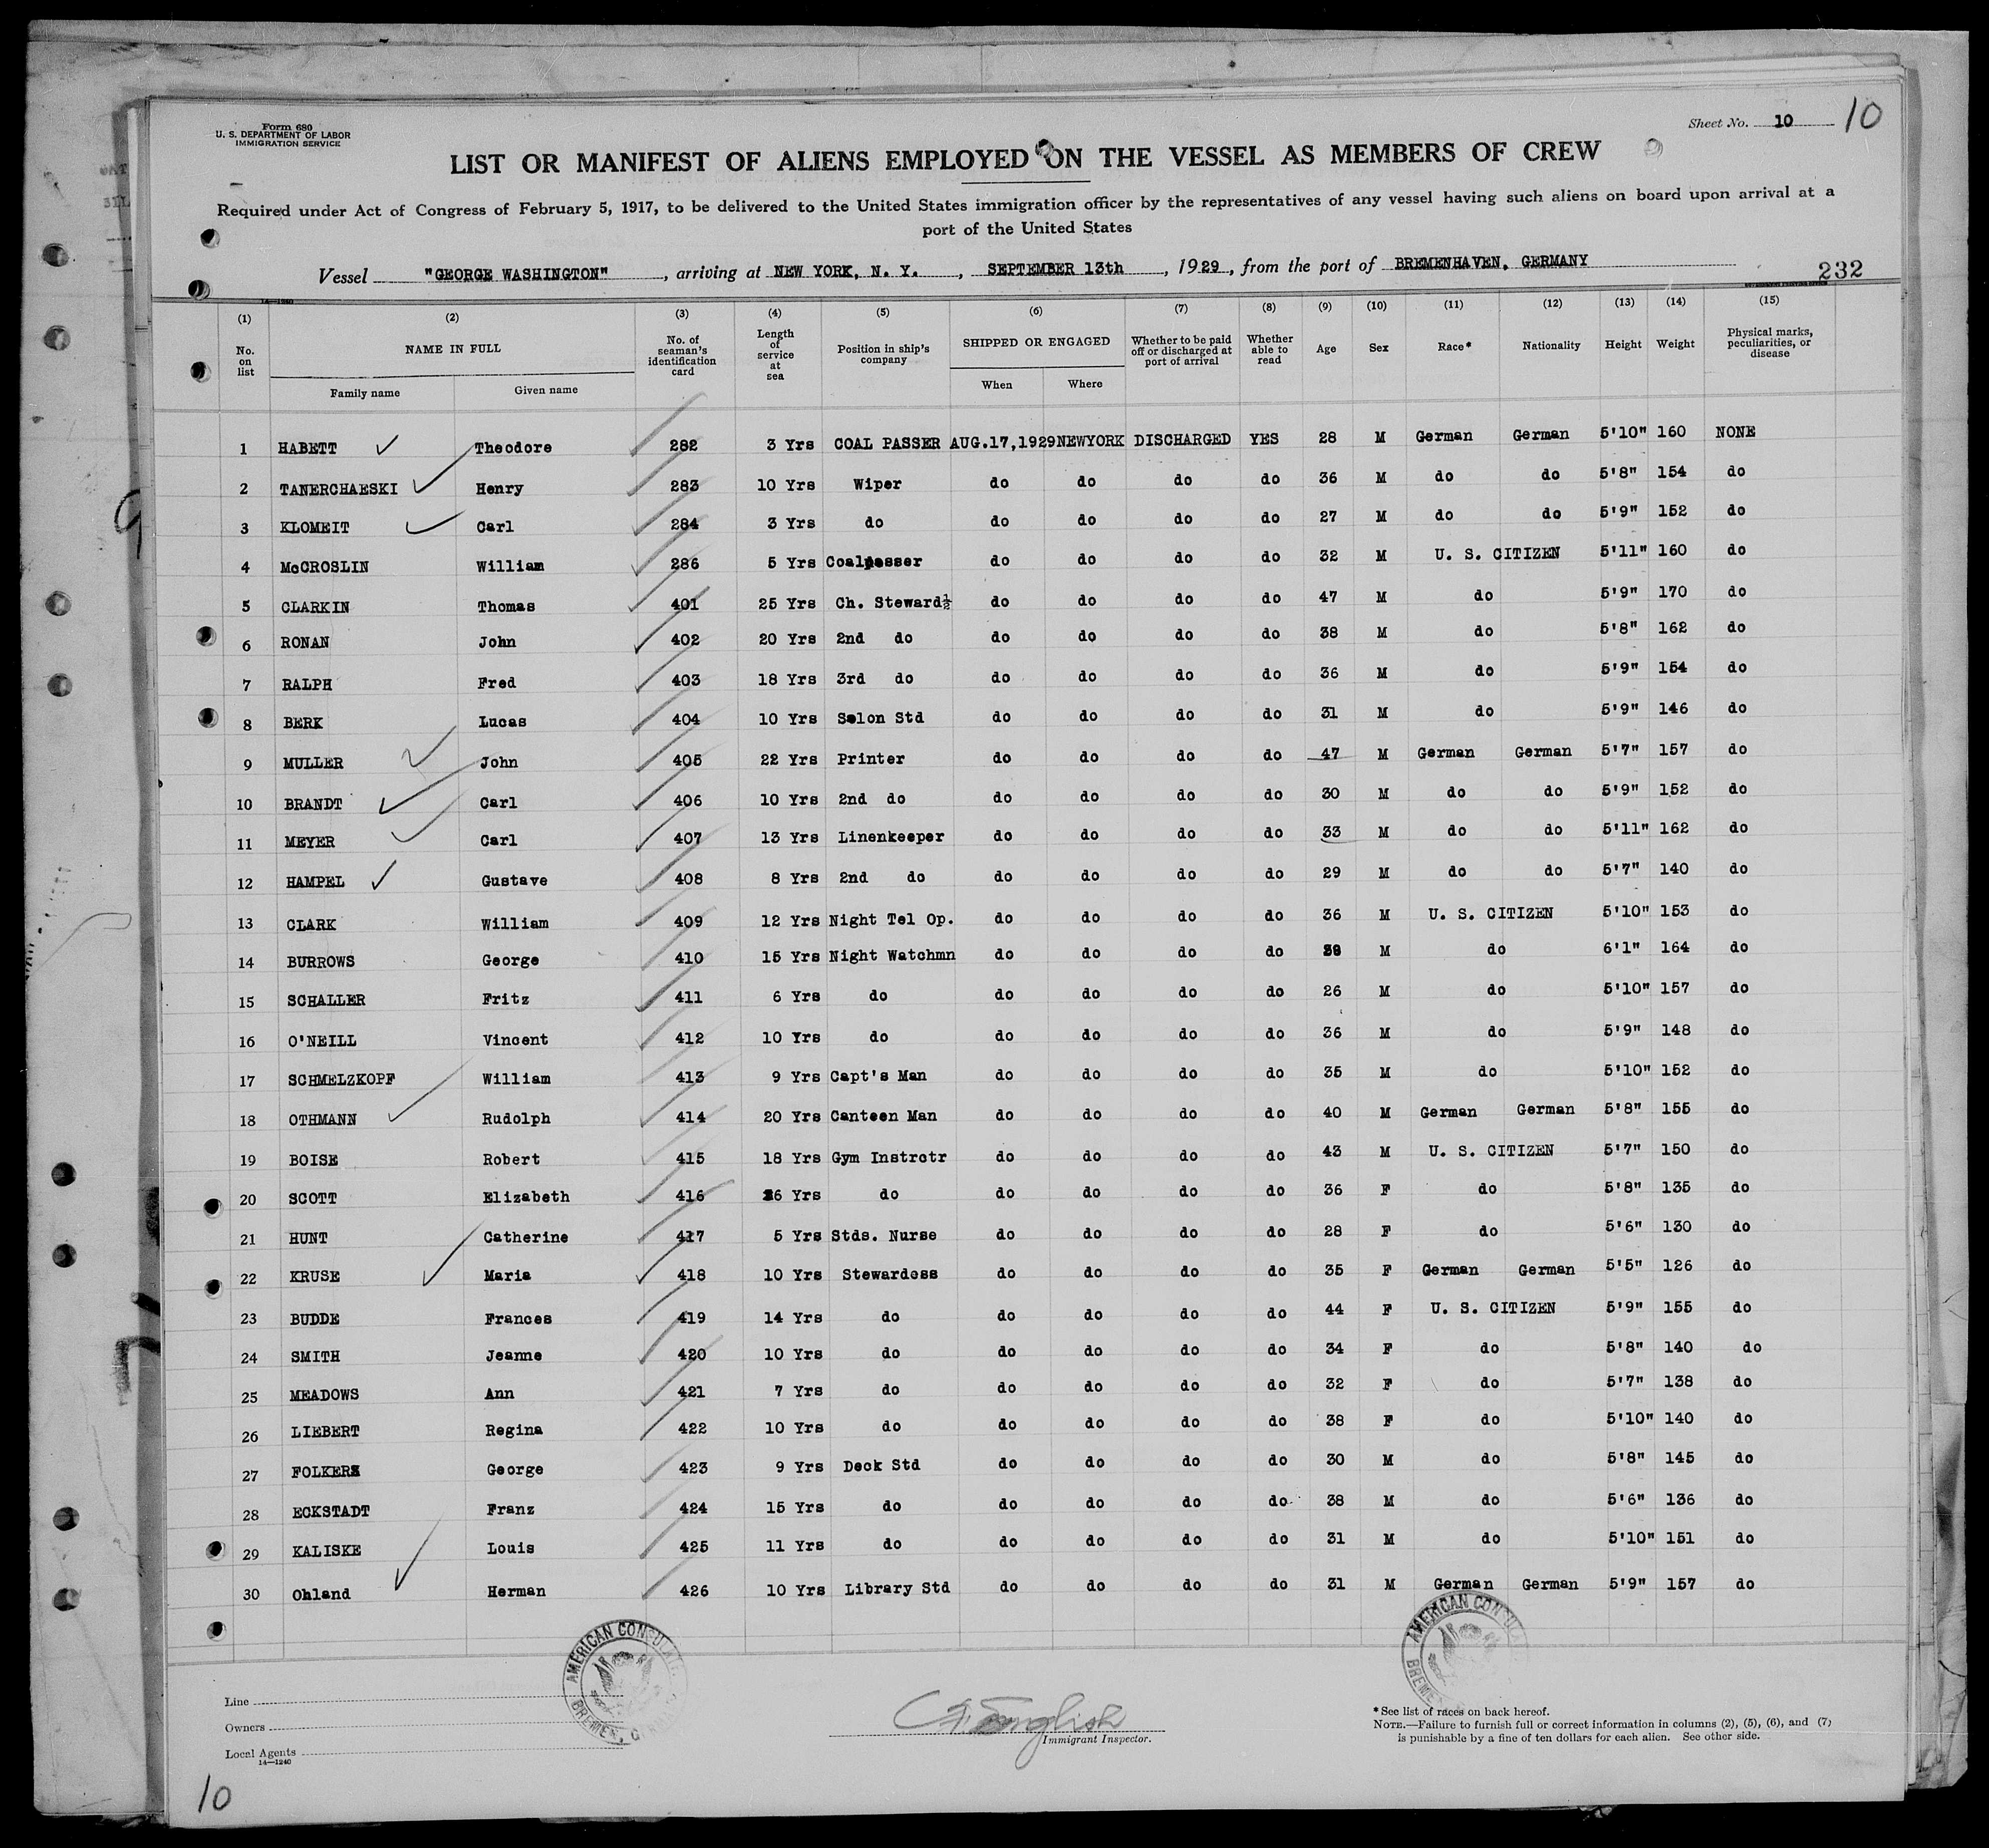 Form 680
U. S. DEPARTMENT OF LABOR
IMMIGRATION SERVICE
Sheet No. 10 10
LIST OR MANIFEST OF ALIENS EMPLOYED ON THE VESSEL AS MEMBERS OF CREW
Required under Act of Congress of February 5, 1917, to be delivered to the United States immigration officer by the representatives of any vessel having such aliens on board upon arrival at a
port of the United States
Vessel "GEORGE WASHINGTON", arriving at NEW YORK, N. Y., SEPTEMBER 13th, 1929, from the port of BREMENHAVEN, GERMANY
232
14—1240
(1) (2) (3) (4) (5) (6) (7) (8) (9) (10) (11) (12) (13) (14) (15)
No. on list NAME IN FULL No. of seaman's identification card Length of service at sea Position in ship's company SHIPPED OR ENGAGED Whether to be paid off or discharged at port of arrival Whether able to read Age Sex Race* Nationality Height Weight Physical marks, peculiarities, or disease
Family name Given name When Where
1 HABETT Theodore 282 3 Yrs COAL PASSER AUG.17,1929 NEWYORK DISCHARGED YES 28 M German German 5'10" 160 NONE
2 TANERCHAESKI Henry 283 10 Yrs Wiper do do do do 36 M do do 5'8" 154 do
3 KLOMEIT Carl 284 3 Yrs do do do do do 27 M do do 5'9" 152 do
4 McCROSLIN William 286 5 Yrs Coalpasser do do do do 32 M U. S. CITIZEN 5'11" 160 do
5 CLARKIN Thomas 401 25 Yrs Ch. Steward½ do do do do 47 M do 5'9" 170 do
6 RONAN John 402 20 Yrs 2nd do do do do do 38 M do 5'8" 162 do
7 RALPH Fred 403 18 Yrs 3rd do do do do do 36 M do 5'9" 154 do
8 BERK Lucas 404 10 Yrs Salon Std do do do do 31 M do 5'9" 146 do
9 MULLER John 405 22 Yrs Printer do do do do 47 M German German 5'7" 157 do
10 BRANDT Carl 406 10 Yrs 2nd do do do do do 30 M do do 5'9" 152 do
11 MEYER Carl 407 13 Yrs Linenkeeper do do do do 33 M do do 5'11" 162 do
12 HAMPEL Gustave 408 8 Yrs 2nd do do do do do 29 M do do 5'7" 140 do
13 CLARK William 409 12 Yrs Night Tel Op. do do do do 36 M U. S. CITIZEN 5'10" 153 do
14 BURROWS George 410 15 Yrs Night Watchmn do do do do M do 6'1" 164 do
15 SCHALLER Fritz 411 6 Yrs do do do do do 26 M do 5'10" 157 do
16 O'NEILL Vincent 412 10 Yrs do do do do do 36 M do 5'9" 148 do
17 SCHMELZKOPF William 413 9 Yrs Capt's Man do do do do 35 M do 5'10" 152 do
18 OTHMANN Rudolph 414 20 Yrs Canteen Man do do do do 40 M German German 5'8" 155 do
19 BOISE Robert 415 18 Yrs Gym Instrctr do do do do 43 M U. S. CITIZEN 5'7" 150 do
20 SCOTT Elizabeth 416 Yrs do do do do do 36 F do 5'8" 135 do
21 HUNT Catherine 417 5 Yrs Stds. Nurse do do do do 28 F do 5'6" 130 do
22 KRUSE Maria 418 10 Yrs Stewardess do do do do 35 F German German 5'5" 126 do
23 BUDDE Frances 419 14 Yrs do do do do do 44 F U. S. CITIZEN 5'9" 155 do
24 SMITH Jeanne 420 10 Yrs do do do do do 34 F do 5'8" 140 do
25 MEADOWS Ann 421 7 Yrs do do do do do 32 F do 5'7" 138 do
26 LIEBERT Regina 422 10 Yrs do do do do do 38 F do 5'10" 140 do
27 FOLKERS George 423 9 Yrs Deck Std do do do do 30 M do 5'8" 145 do
28 ECKSTADT Franz 424 15 Yrs do do do do do 38 M do 5'6" 136 do
29 KALISKE Louis 425 11 Yrs do do do do do 31 M do 5'10" 151 do
30 Ohland Herman 426 10 Yrs Library Std do do do do 31 M German German 5'9" 157 do
AMERICAN CONSULATE BREMEN, AMERICAN CONSUL BREMEN
Line
Owners
Local Agents
14—1240
English
Immigrant Inspector.
*See list of races on back hereof.
NOTE.—Failure to furnish full or correct information in columns (2), (5), (6), and (7)
is punishable by a fine of ten dollars for each alien. See other side.
10